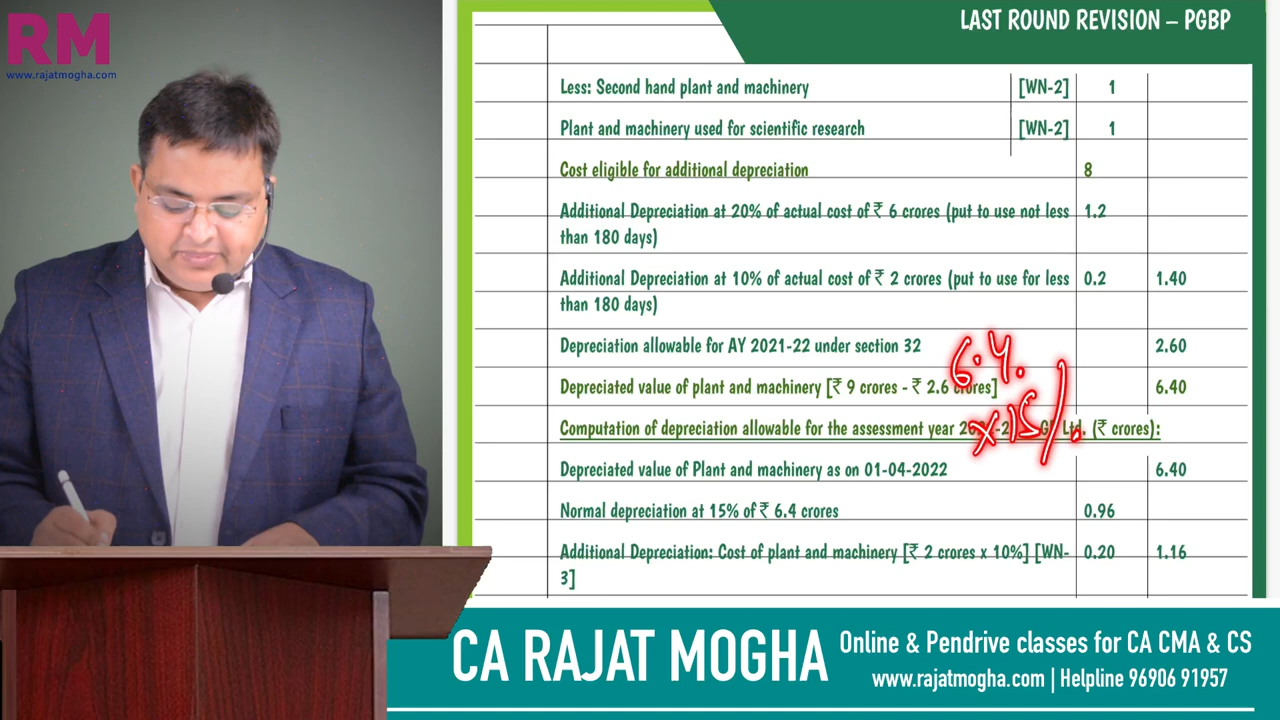 RM
www.rajatmogha.com
LAST ROUND REVISION – PGBP
Less: Second hand plant and machinery [WN-2] 1
Plant and machinery used for scientific research [WN-2] 1
Cost eligible for additional depreciation 8
Additional Depreciation at 20% of actual cost of ₹ 6 crores (put to use not less 1.2
than 180 days)
Additional Depreciation at 10% of actual cost of ₹ 2 crores (put to use for less 0.2 1.40
than 180 days)
Depreciation allowable for AY 2021-22 under section 32 2.60
6.4.
Depreciated value of plant and machinery [₹ 9 crores - ₹ 2.6 crores] 6.40
x 15%.
Computation of depreciation allowable for the assessment year Ltd. (₹ crores):
Depreciated value of Plant and machinery as on 01-04-2022 6.40
Normal depreciation at 15% of ₹ 6.4 crores 0.96
Additional Depreciation: Cost of plant and machinery [₹ 2 crores x 10%] [WN- 0.20 1.16
3]
CA RAJAT MOGHA
Online & Pendrive classes for CA CMA & CS
www.rajatmogha.com | Helpline 96906 91957